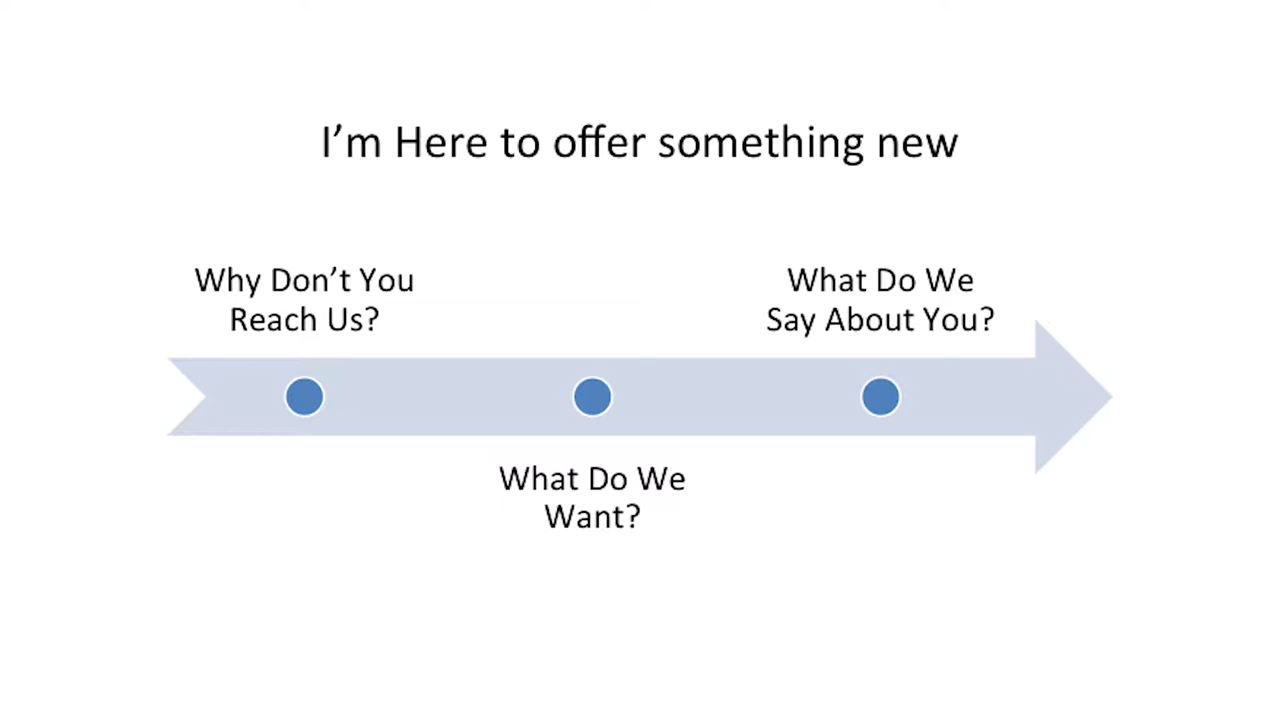 I’m Here to offer something new
Why Don’t You
Reach Us?
What Do We
Want?
What Do We
Say About You?